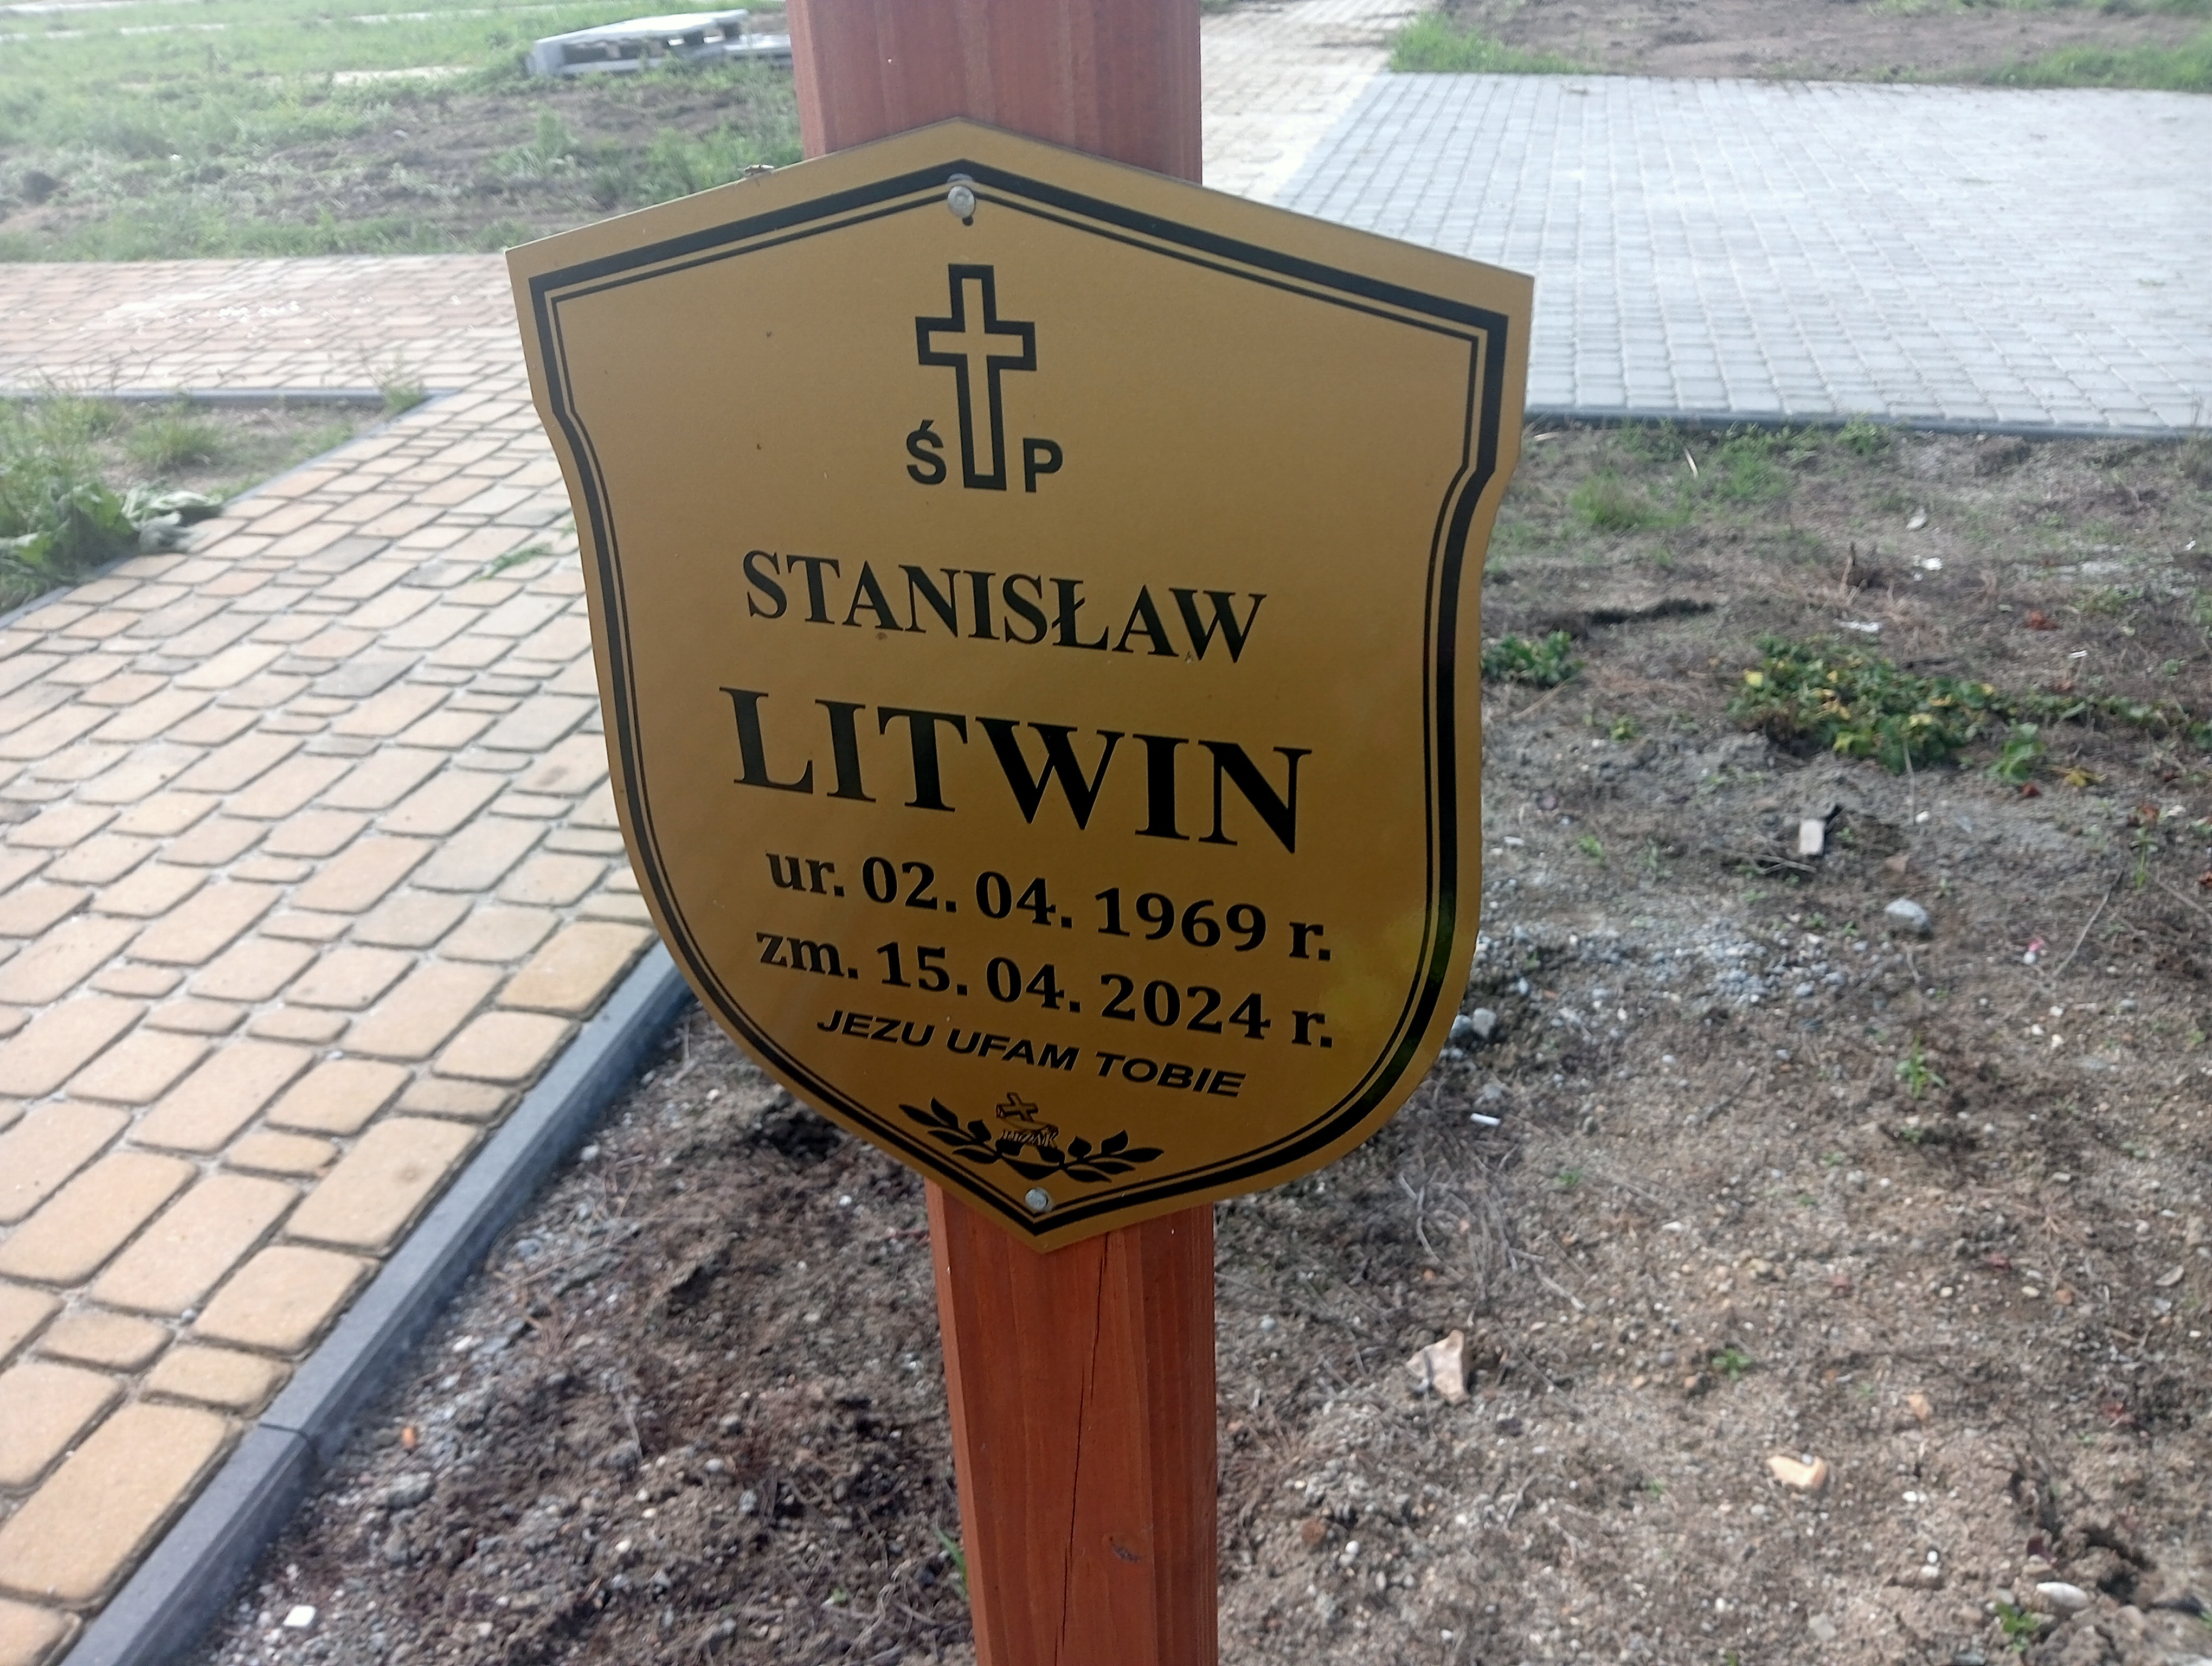 Ś P
STANISŁAW
LITWIN
ur. 02. 04. 1969 r.
zm. 15. 04. 2024 r.
JEZU UFAM TOBIE